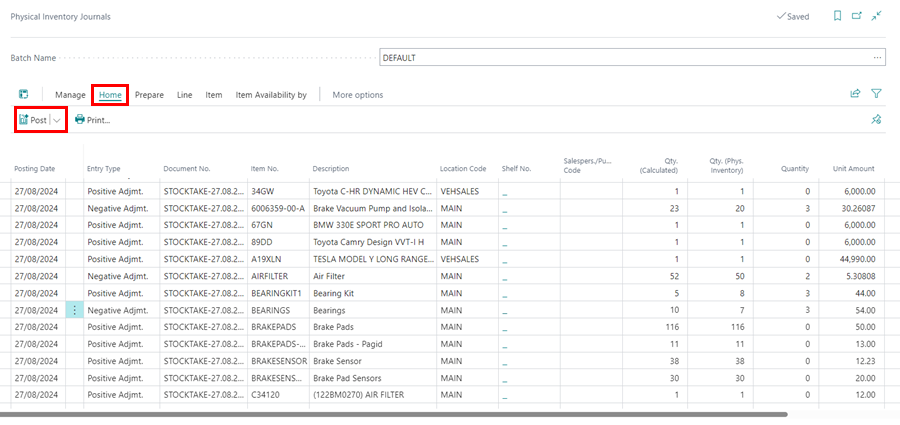 Physical Inventory Journals
Saved
Batch Name
DEFAULT
Manage Home Prepare Line Item Item Availability by More options
Post Print...
Posting Date Entry Type Document No. Item No. Description Location Code Shelf No. Salespers./Pu... Code Qty. (Calculated) Qty. (Phys. Inventory) Quantity Unit Amount
27/08/2024 Positive Adjmt. STOCKTAKE-27.08.2... 34GW Toyota C-HR DYNAMIC HEV C... VEHSALES _ 1 1 0 6,000.00
27/08/2024 Negative Adjmt. STOCKTAKE-27.08.2... 6006359-00-A Brake Vacuum Pump and Isola... MAIN _ 23 20 3 30.26087
27/08/2024 Positive Adjmt. STOCKTAKE-27.08.2... 67GN BMW 330E SPORT PRO AUTO MAIN _ 1 1 0 6,000.00
27/08/2024 Positive Adjmt. STOCKTAKE-27.08.2... 89DD Toyota Camry Design VVT-I H MAIN _ 1 1 0 6,000.00
27/08/2024 Positive Adjmt. STOCKTAKE-27.08.2... A19XLN TESLA MODEL Y LONG RANGE... VEHSALES _ 1 1 0 44,990.00
27/08/2024 Negative Adjmt. STOCKTAKE-27.08.2... AIRFILTER Air Filter MAIN _ 52 50 2 5.30808
27/08/2024 Positive Adjmt. STOCKTAKE-27.08.2... BEARINGKIT1 Bearing Kit MAIN _ 5 8 3 44.00
27/08/2024 Negative Adjmt. STOCKTAKE-27.08.2... BEARINGS Bearings MAIN _ 10 7 3 54.00
27/08/2024 Positive Adjmt. STOCKTAKE-27.08.2... BRAKEPADS Brake Pads MAIN _ 116 116 0 50.00
27/08/2024 Positive Adjmt. STOCKTAKE-27.08.2... BRAKEPADS-... Brake Pads - Pagid MAIN _ 11 11 0 13.00
27/08/2024 Positive Adjmt. STOCKTAKE-27.08.2... BRAKESENSOR Brake Sensor MAIN _ 38 38 0 12.23
27/08/2024 Positive Adjmt. STOCKTAKE-27.08.2... BRAKESENS... Brake Pad Sensors MAIN _ 30 30 0 20.00
27/08/2024 Positive Adjmt. STOCKTAKE-27.08.2... C34120 (122BM0270) AIR FILTER MAIN _ 1 1 0 12.00